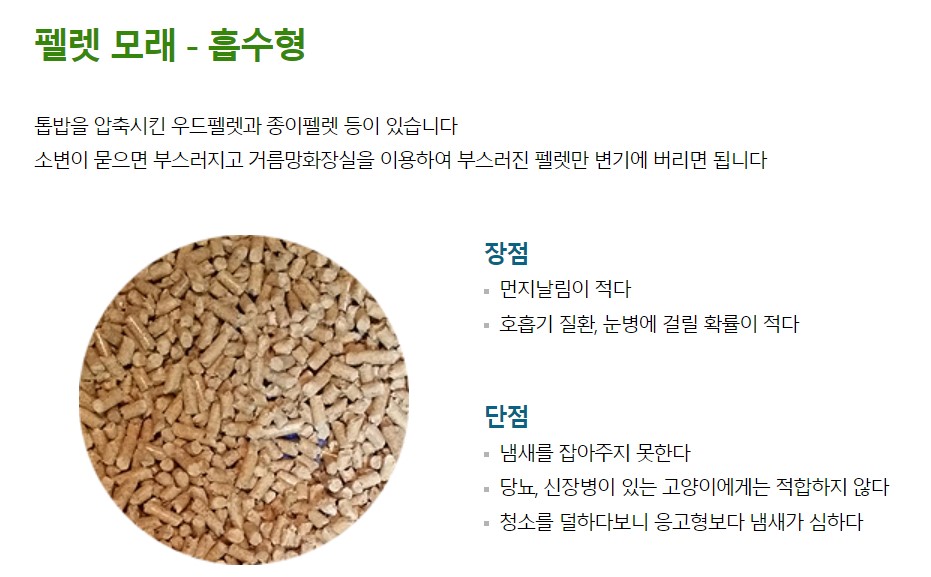 펠렛 모래 - 흡수형
톱밥을 압축시킨 우드펠렛과 종이펠렛 등이 있습니다
소변이 묻으면 부스러지고 거름망화장실을 이용하여 부스러진 펠렛만 변기에 버리면 됩니다
장점
먼지날림이 적다
호흡기 질환, 눈병에 걸릴 확률이 적다
단점
냄새를 잡아주지 못한다
당뇨, 신장병이 있는 고양이에게는 적합하지 않다
청소를 덜하다보니 응고형보다 냄새가 심하다